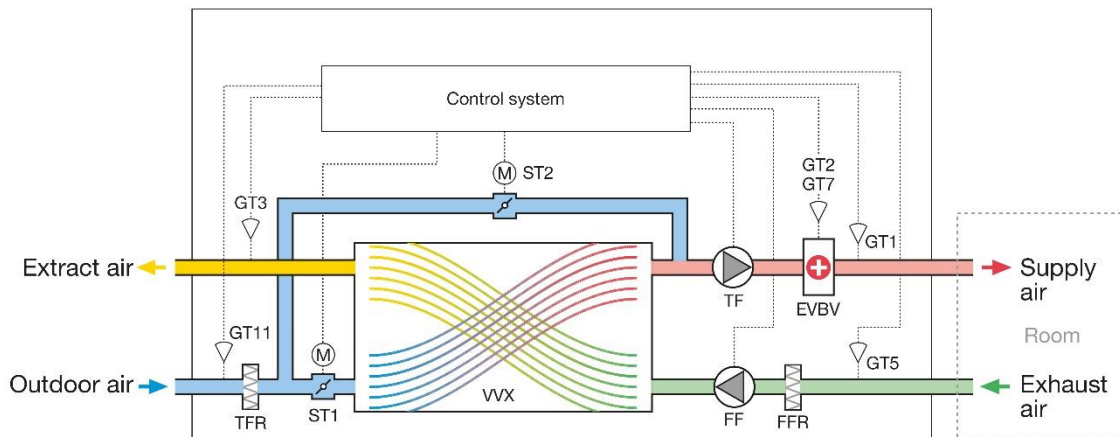 Control system
M
ST2
GT2
GT7
GT3
GT1
Extract air
TF
EVBV
Supply
air
Room
GT11
M
GT5
Outdoor air
TFR
ST1
VVX
FF
FFR
Exhaust
air